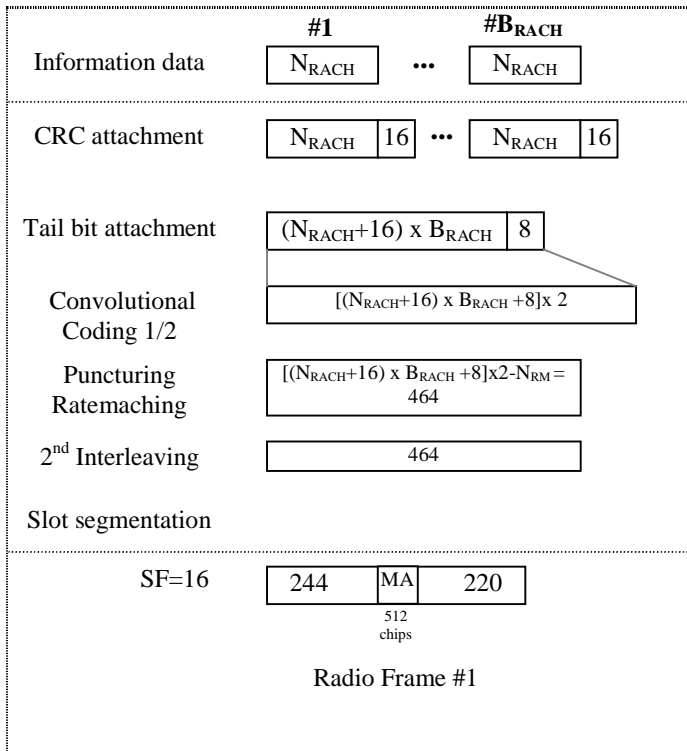 #1 #B_RACH
Information data N_RACH ... N_RACH
CRC attachment N_RACH 16 ... N_RACH 16
Tail bit attachment (N_RACH+16) x B_RACH 8
Convolutional
Coding 1/2
[(N_RACH+16) x B_RACH +8]x 2
Puncturing
Ratemaching
[(N_RACH+16) x B_RACH +8]x2-N_RM =
464
2nd Interleaving 464
Slot segmentation
SF=16 244 MA 220
512
chips
Radio Frame #1